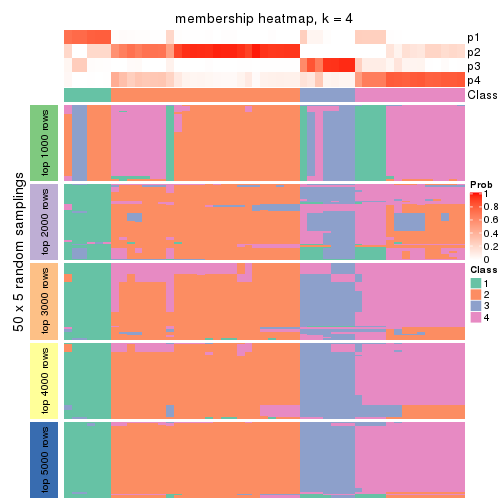 membership heatmap, k = 4
p1
p2
p3
p4
Class
50 x 5 random samplings
top 1000 rows
top 2000 rows
top 3000 rows
top 4000 rows
top 5000 rows
Prob
1
0.8
0.6
0.4
0.2
0
Class
1
2
3
4